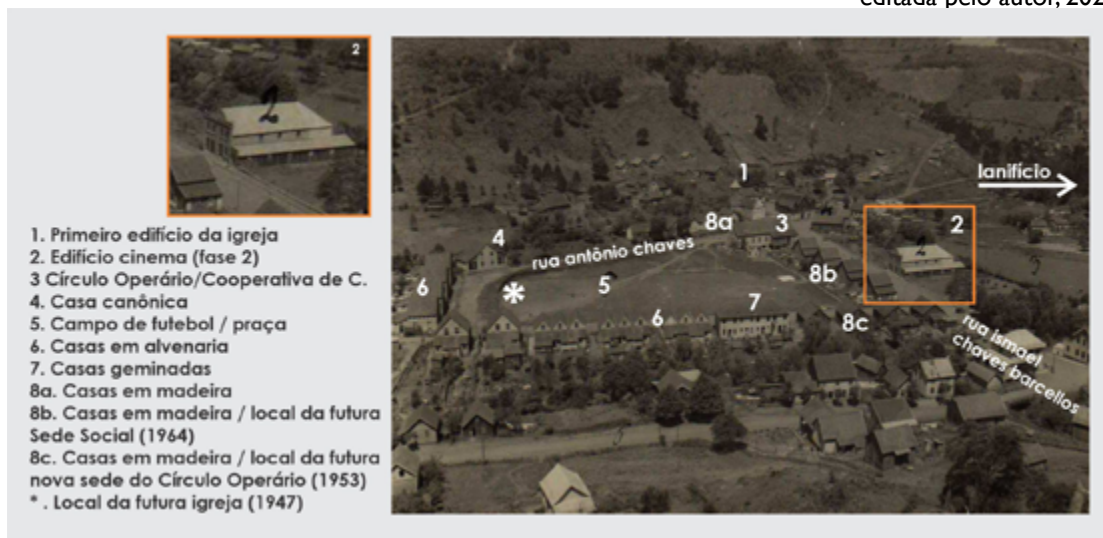 editada pelo autor, 202
2
2
1. Primeiro edifício da igreja
2. Edifício cinema (fase 2)
3 Círculo Operário/Cooperativa de C.
4. Casa canônica
5. Campo de futebol / praça
6. Casas em alvenaria
7. Casas geminadas
8a. Casas em madeira
8b. Casas em madeira / local da futura
Sede Social (1964)
8c. Casas em madeira / local da futura
nova sede do Círculo Operário (1953)
* . Local da futura igreja (1947)
1
lanifício
2
8a
3
4
rua antônio chaves
8b
6
5
*
7
6
8c
rua ismael
chaves barcellos